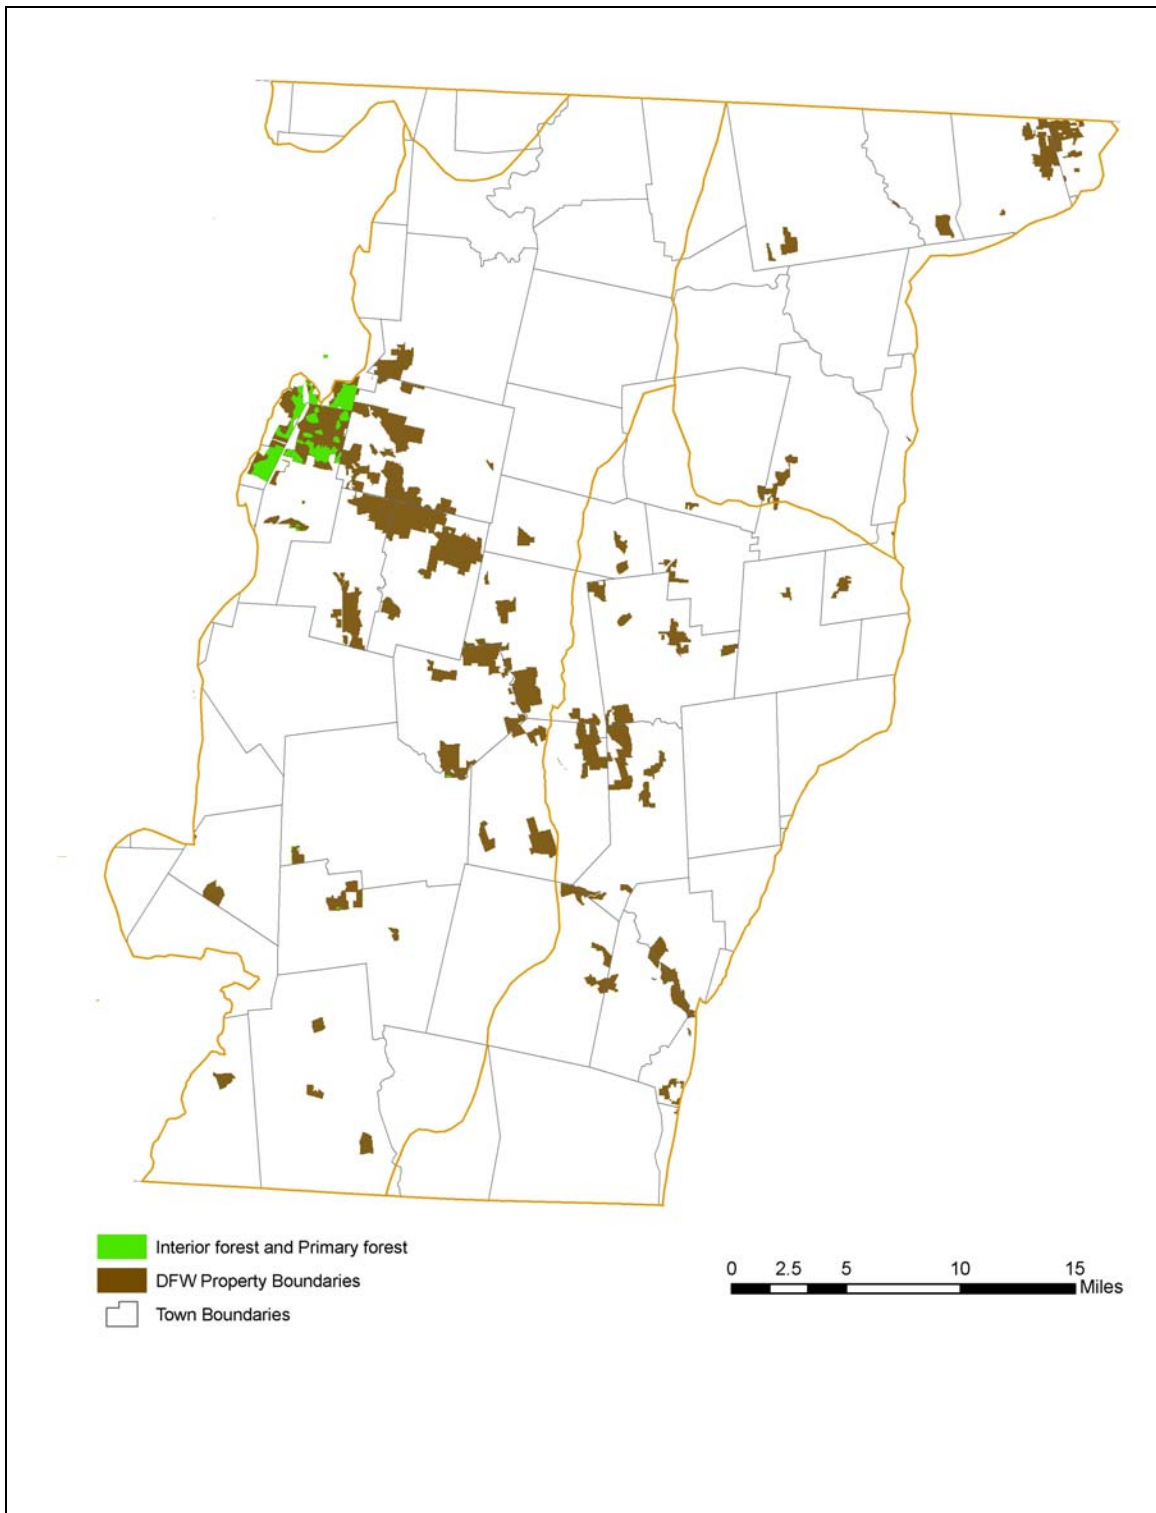 Interior forest and Primary forest
DFW Property Boundaries
Town Boundaries
0 2.5 5 10 15
Miles